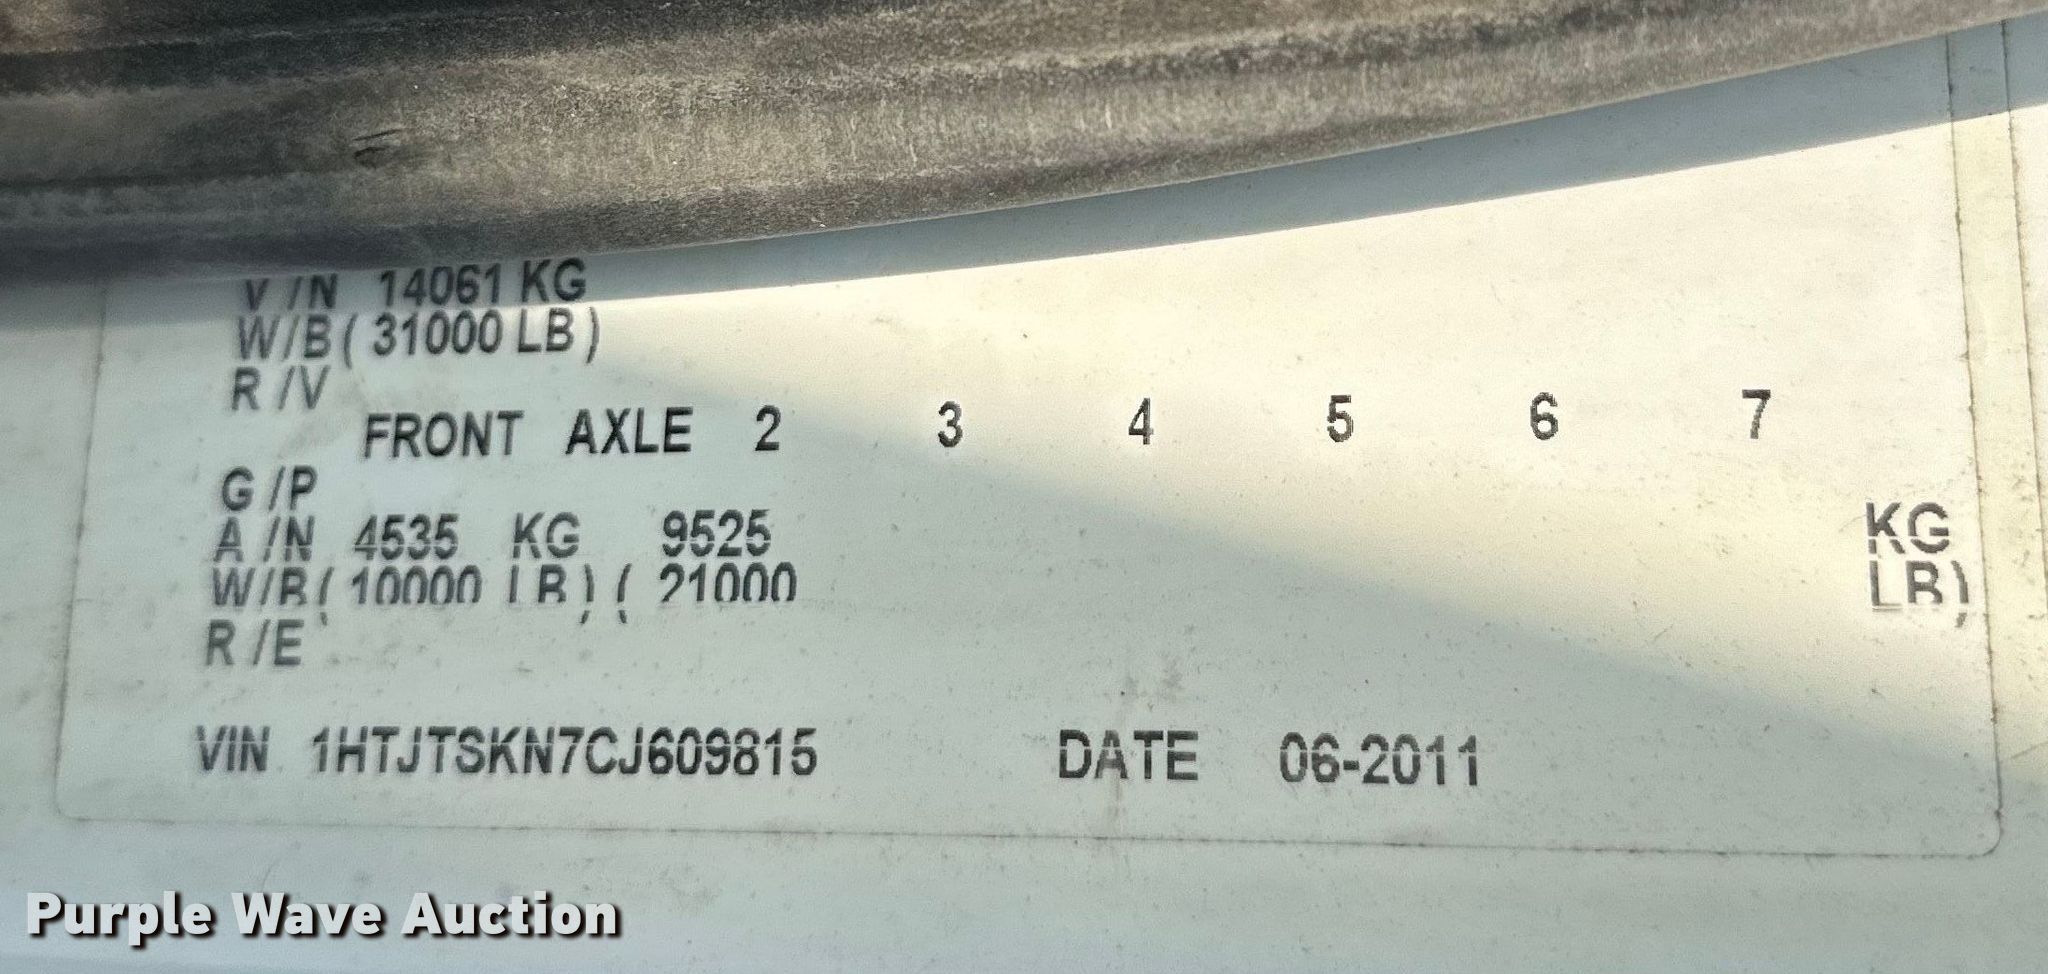 V/N 14061 KG
W/B(31000 LB)
R/V
FRONT AXLE 2 3 4 5 6 7
G/P
A/N 4535 KG 9525 KG
W/B(10000 LB)( 21000 LB)
R/E
VIN 1HTJTSKN7CJ609815 DATE 06-2011
Purple Wave Auction